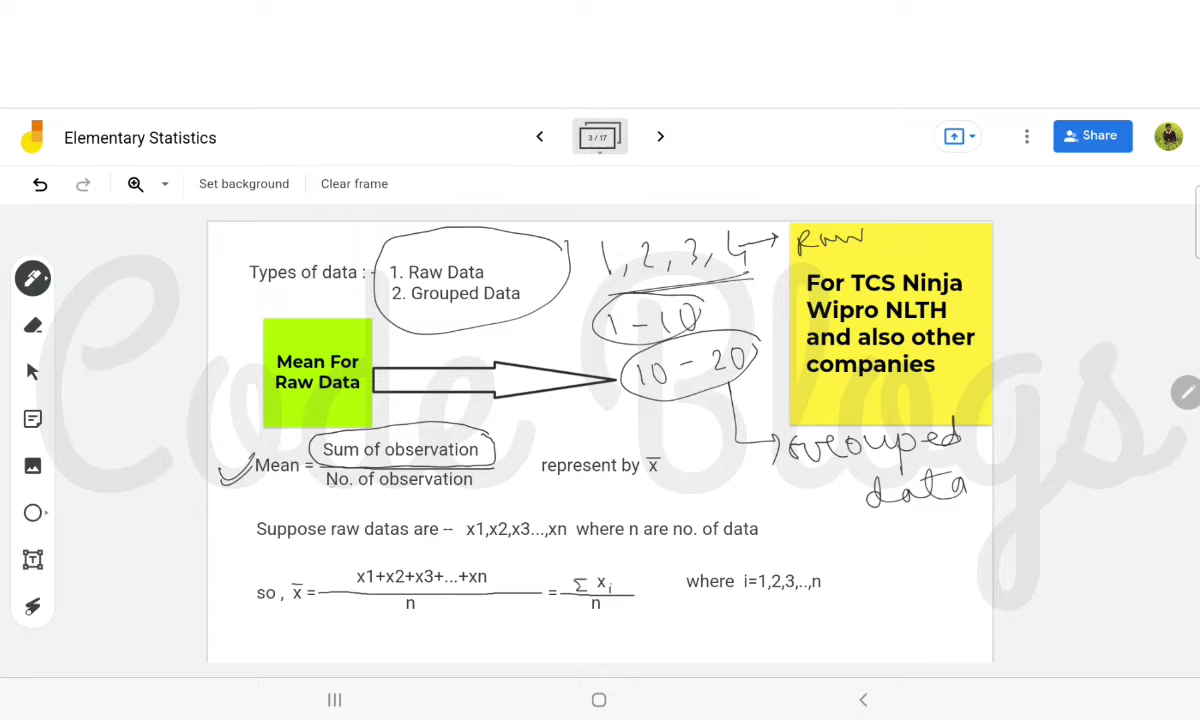 Elementary Statistics
3 / 17
Share
Set background
Clear frame
Types of data : -
1. Raw Data
2. Grouped Data
1, 2, 3, 4 → Raw
1 - 10
10 - 20
For TCS Ninja
Wipro NLTH
and also other
companies
Mean For
Raw Data
Grouped
data
Mean = Sum of observation
No. of observation
represent by x̅
Suppose raw datas are -- x1,x2,x3...,xn where n are no. of data
so , x̅ = x1+x2+x3+...+xn
n
= Σ xi
n
where i=1,2,3,..,n
Code Blogs